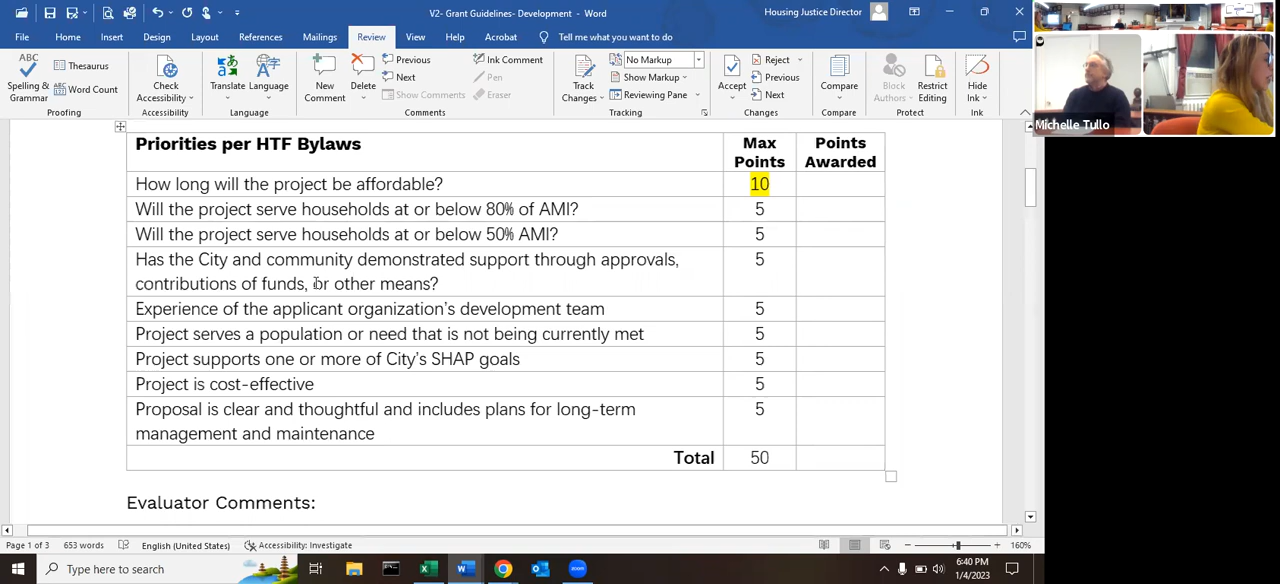 V2- Grant Guidelines- Development - Word
Housing Justice Director
File Home Insert Design Layout References Mailings Review View Help Acrobat Tell me what you want to do
ABC
Spelling &
Grammar
Thesaurus
Word Count
Proofing
Check
Accessibility
Accessibility
Translate Language
Language
New
Comment
Delete
Previous
Next
Show Comments
Ink Comment
Pen
Eraser
Comments
Track
Changes
No Markup
Show Markup
Reviewing Pane
Tracking
Accept
Reject
Previous
Next
Changes
Compare
Compare
Block
Authors
Restrict
Editing
Protect
Hide
Ink
Ink
Michelle Tullo
Priorities per HTF Bylaws Max Points Points Awarded
How long will the project be affordable? 10
Will the project serve households at or below 80% of AMI? 5
Will the project serve households at or below 50% AMI? 5
Has the City and community demonstrated support through approvals, 5
contributions of funds, or other means?
Experience of the applicant organization's development team 5
Project serves a population or need that is not being currently met 5
Project supports one or more of City's SHAP goals 5
Project is cost-effective 5
Proposal is clear and thoughtful and includes plans for long-term 5
management and maintenance
Total 50
Evaluator Comments:
Page 1 of 3 653 words English (United States) Accessibility: Investigate 160%
Type here to search
6:40 PM
1/4/2023